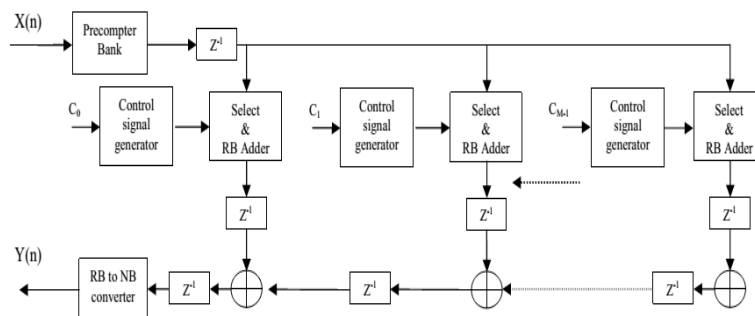 X(n)
Precompter
Bank
Z⁻¹
C₀
Control
signal
generator
Select
&
RB Adder
C₁
Control
signal
generator
Select
&
RB Adder
C_M-1
Control
signal
generator
Select
&
RB Adder
Z⁻¹
Z⁻¹
Z⁻¹
Y(n)
RB to NB
converter
Z⁻¹
Z⁻¹
Z⁻¹